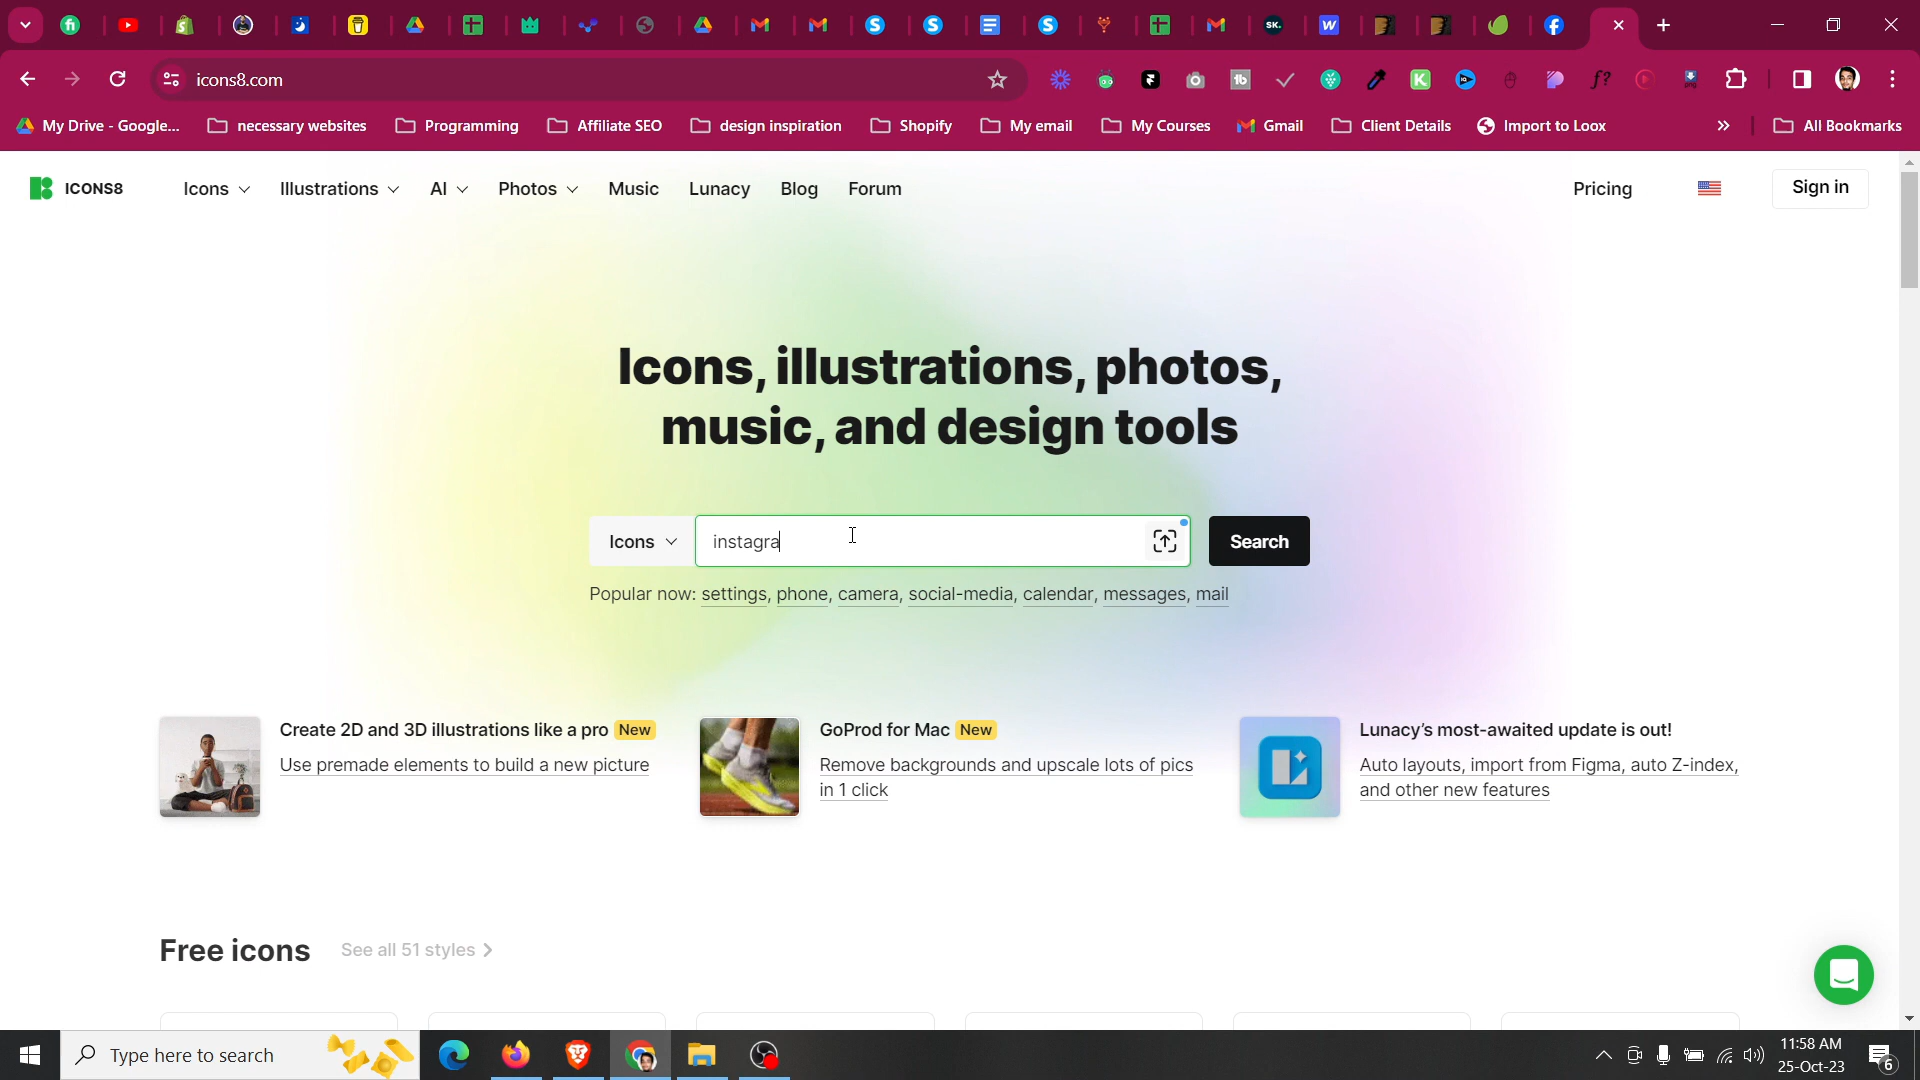 icons8.com
My Drive - Google...
necessary websites
Programming
Affiliate SEO
design inspiration
Shopify
My email
My Courses
Gmail
Client Details
Import to Loox
All Bookmarks
ICONS8
Icons
Illustrations
AI
Photos
Music
Lunacy
Blog
Forum
Pricing
Sign in
Icons, illustrations, photos,
music, and design tools
Icons
instagra
Search
Popular now: settings, phone, camera, social-media, calendar, messages, mail
Create 2D and 3D illustrations like a pro New
Use premade elements to build a new picture
GoProd for Mac New
Remove backgrounds and upscale lots of pics
in 1 click
Lunacy's most-awaited update is out!
Auto layouts, import from Figma, auto Z-index,
and other new features
Free icons
See all 51 styles
Type here to search
11:58 AM
25-Oct-23
6